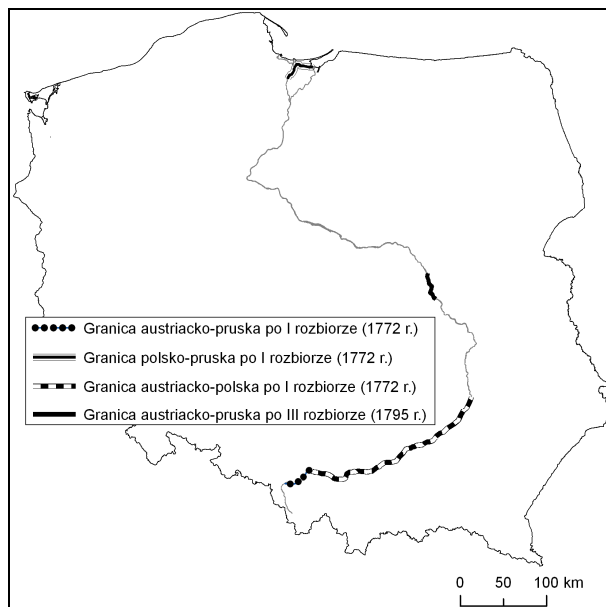 Granica austriacko-pruska po I rozbiorze (1772 r.)
Granica polsko-pruska po I rozbiorze (1772 r.)
Granica austriacko-polska po I rozbiorze (1772 r.)
Granica austriacko-pruska po III rozbiorze (1795 r.)
0 50 100 km